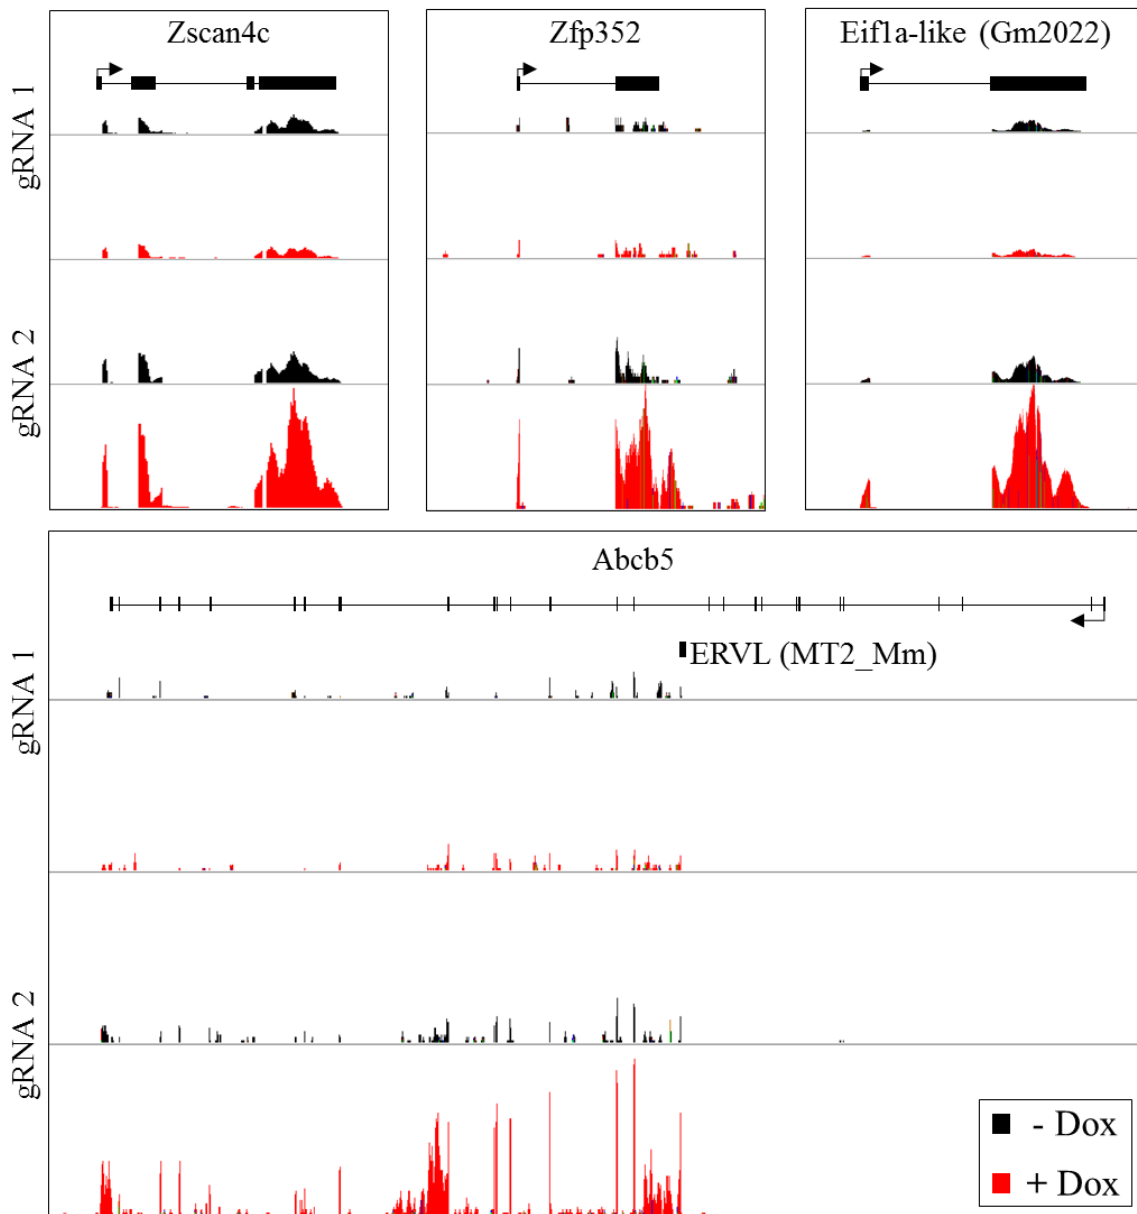 Zscan4c
Zfp352
Eif1a-like (Gm2022)
gRNA 1
gRNA 2
Abcb5
ERVL (MT2_Mm)
gRNA 1
gRNA 2
- Dox
+ Dox